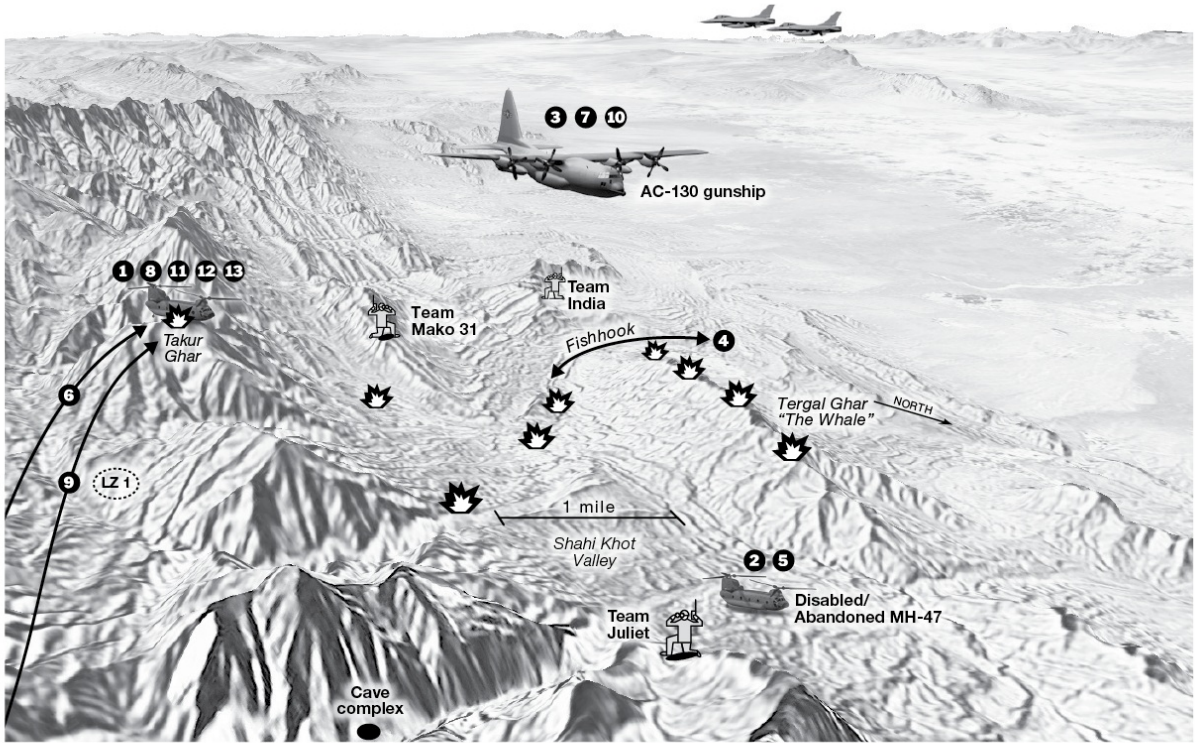 3 7 10
AC-130 gunship
1 8 11 12 13
Takur
Ghar
Team
Mako 31
Team
India
Fishhook
4
6
Tergal Ghar
“The Whale”
NORTH
9
LZ 1
1 mile
Shahi Khot
Valley
2 5
Disabled/
Abandoned MH-47
Team
Juliet
Cave
complex